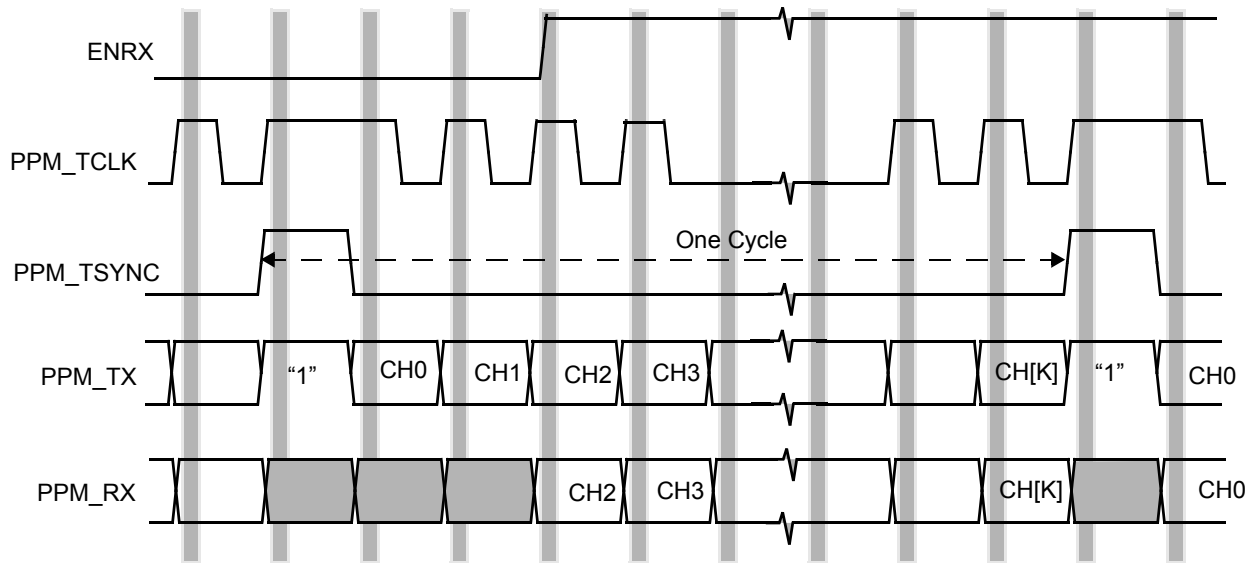 ENRX
PPM_TCLK
One Cycle
PPM_TSYNC
PPM_TX “1” CH0 CH1 CH2 CH3 CH[K] “1” CH0
PPM_RX CH2 CH3 CH[K] CH0